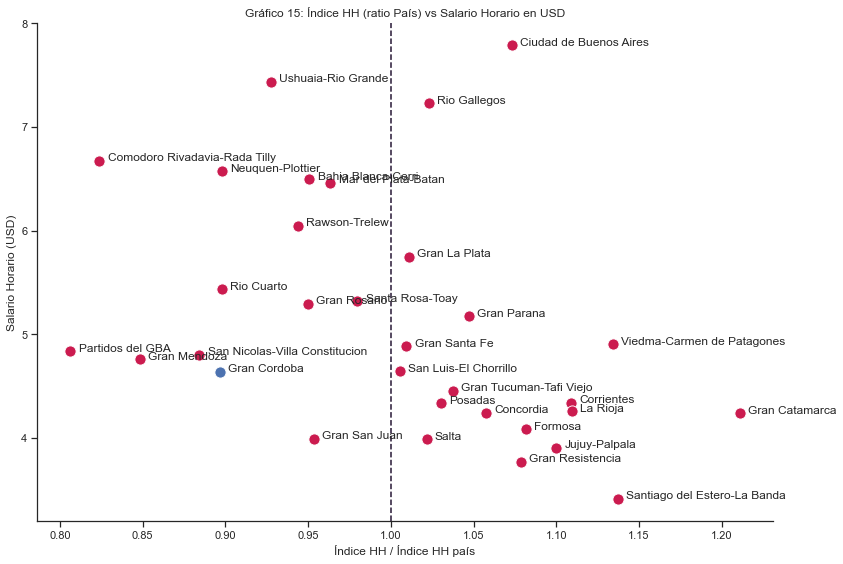 Gráfico 15: Índice HH (ratio País) vs Salario Horario en USD
8
Ciudad de Buenos Aires
Ushuaia-Rio Grande
Rio Gallegos
7
Comodoro Rivadavia-Rada Tilly
Neuquen-Plottier
Bahia Blanca-Cerri
Mar del Plata-Batan
Rawson-Trelew
6
Gran La Plata
Rio Cuarto
Gran Rosario
Santa Rosa-Toay
Gran Parana
5
Viedma-Carmen de Patagones
Gran Santa Fe
Partidos del GBA
San Nicolas-Villa Constitucion
Gran Mendoza
Gran Cordoba
San Luis-El Chorrillo
Gran Tucuman-Tafi Viejo
Posadas
Corrientes
La Rioja
Concordia
Gran Catamarca
Formosa
4
Gran San Juan
Salta
Jujuy-Palpala
Gran Resistencia
Santiago del Estero-La Banda
Salario Horario (USD)
0.80 0.85 0.90 0.95 1.00 1.05 1.10 1.15 1.20
Índice HH / Índice HH país